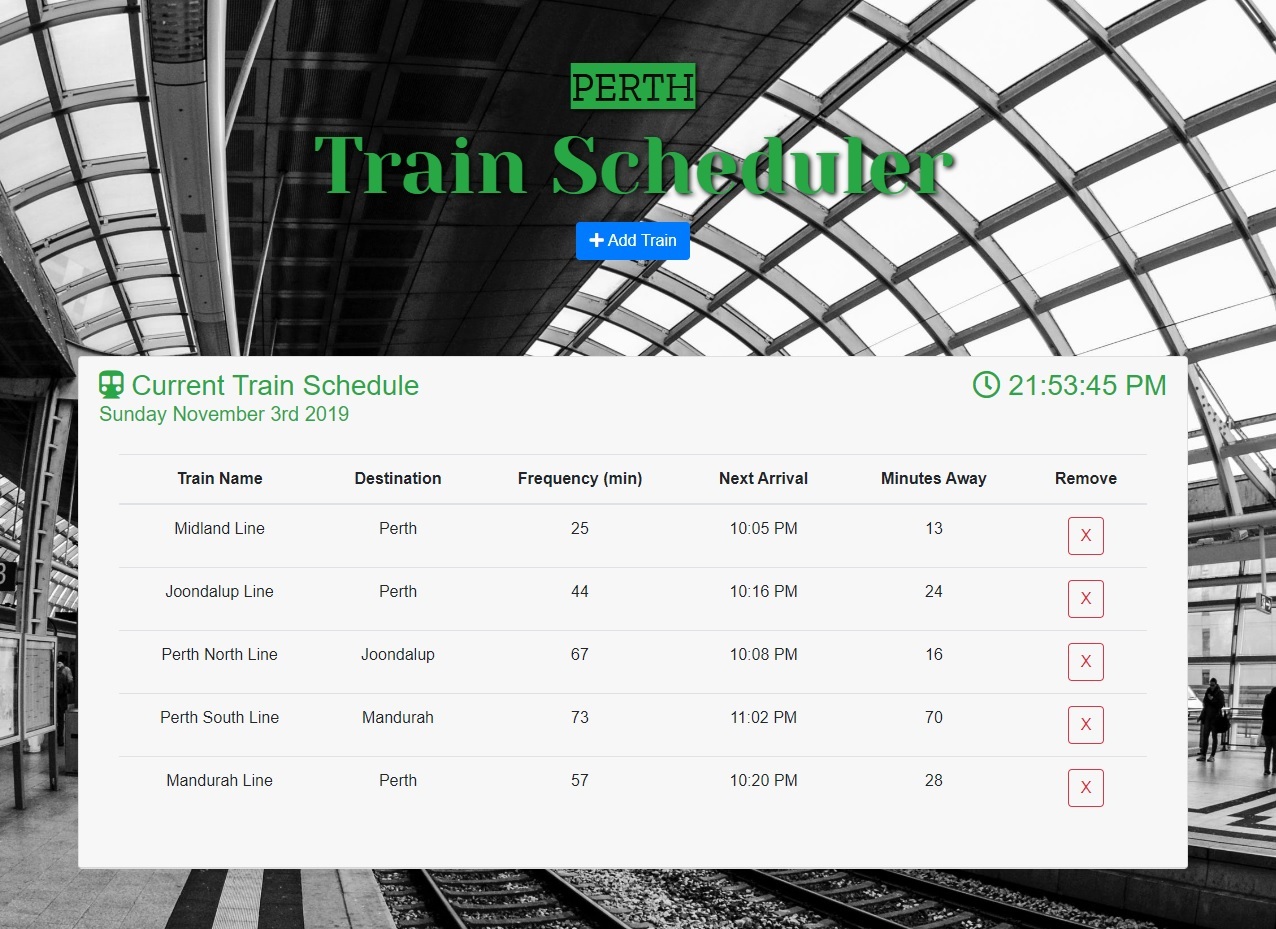 PERTH
Train Scheduler
+ Add Train
Current Train Schedule
21:53:45 PM
Sunday November 3rd 2019
Train Name Destination Frequency (min) Next Arrival Minutes Away Remove
Midland Line Perth 25 10:05 PM 13 X
Joondalup Line Perth 44 10:16 PM 24 X
Perth North Line Joondalup 67 10:08 PM 16 X
Perth South Line Mandurah 73 11:02 PM 70 X
Mandurah Line Perth 57 10:20 PM 28 X
3